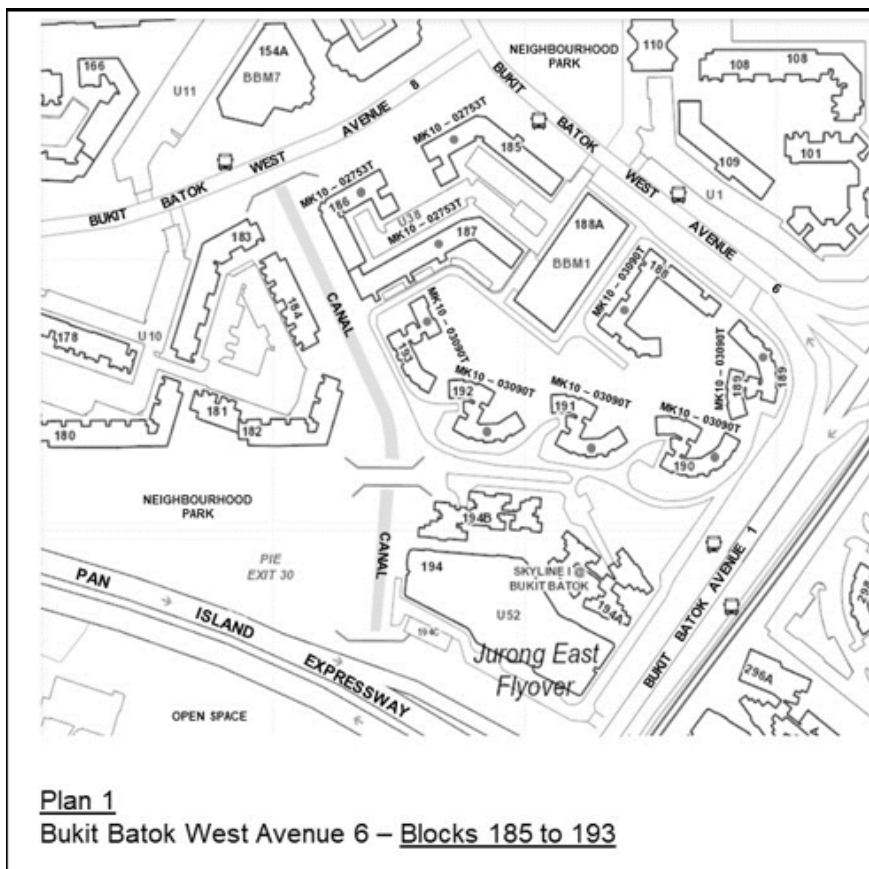 166
154A
BBM7
U11
NEIGHBOURHOOD
PARK
110
108
108
109
101
U1
BUKIT BATOK WEST AVENUE 8
BUKIT BATOK WEST AVENUE 6
MK10 – 02753T
185
MK10 – 02753T
186
U38
MK10 – 02753T
187
188A
BBM1
MK10 – 03090T
188
183
184
CANAL
178
U10
MK10 – 03090T
193
MK10 – 03090T
192
MK10 – 03090T
191
MK10 – 03090T
190
MK10 – 03090T
189
189
180
181
182
NEIGHBOURHOOD
PARK
194B
CANAL
194
SKYLINE I @
BUKIT BATOK
194A
U52
194C
PIE
EXIT 30
PAN ISLAND EXPRESSWAY
Jurong East
Flyover
BUKIT BATOK AVENUE 1
298
296A
OPEN SPACE
Plan 1
Bukit Batok West Avenue 6 – Blocks 185 to 193